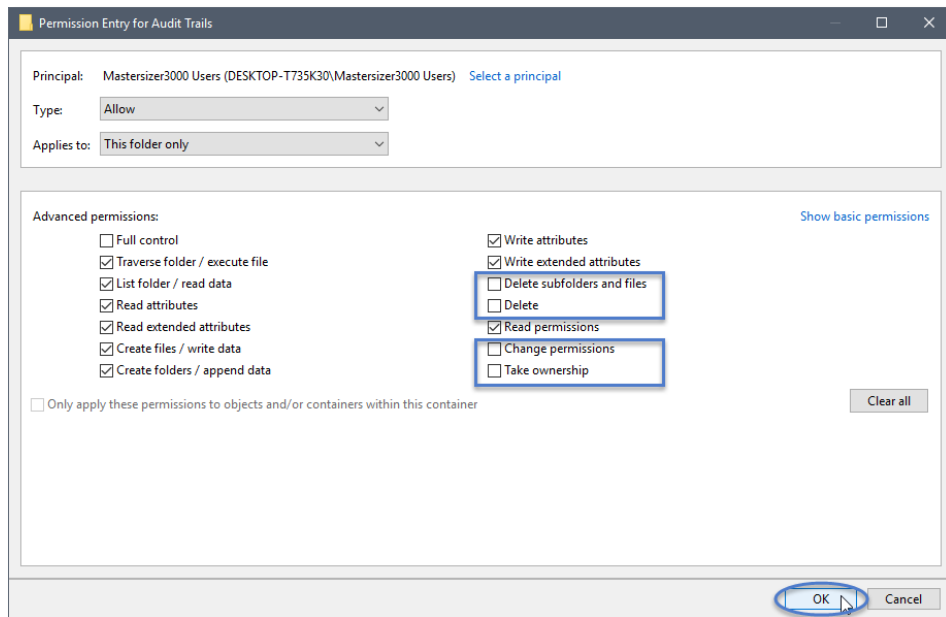 Permission Entry for Audit Trails
Principal: Mastersizer3000 Users (DESKTOP-T735K30\Mastersizer3000 Users) Select a principal
Type: Allow
Applies to: This folder only
Advanced permissions: Show basic permissions
Full control
Traverse folder / execute file
List folder / read data
Read attributes
Read extended attributes
Create files / write data
Create folders / append data
Write attributes
Write extended attributes
Delete subfolders and files
Delete
Read permissions
Change permissions
Take ownership
Only apply these permissions to objects and/or containers within this container
Clear all
OK Cancel